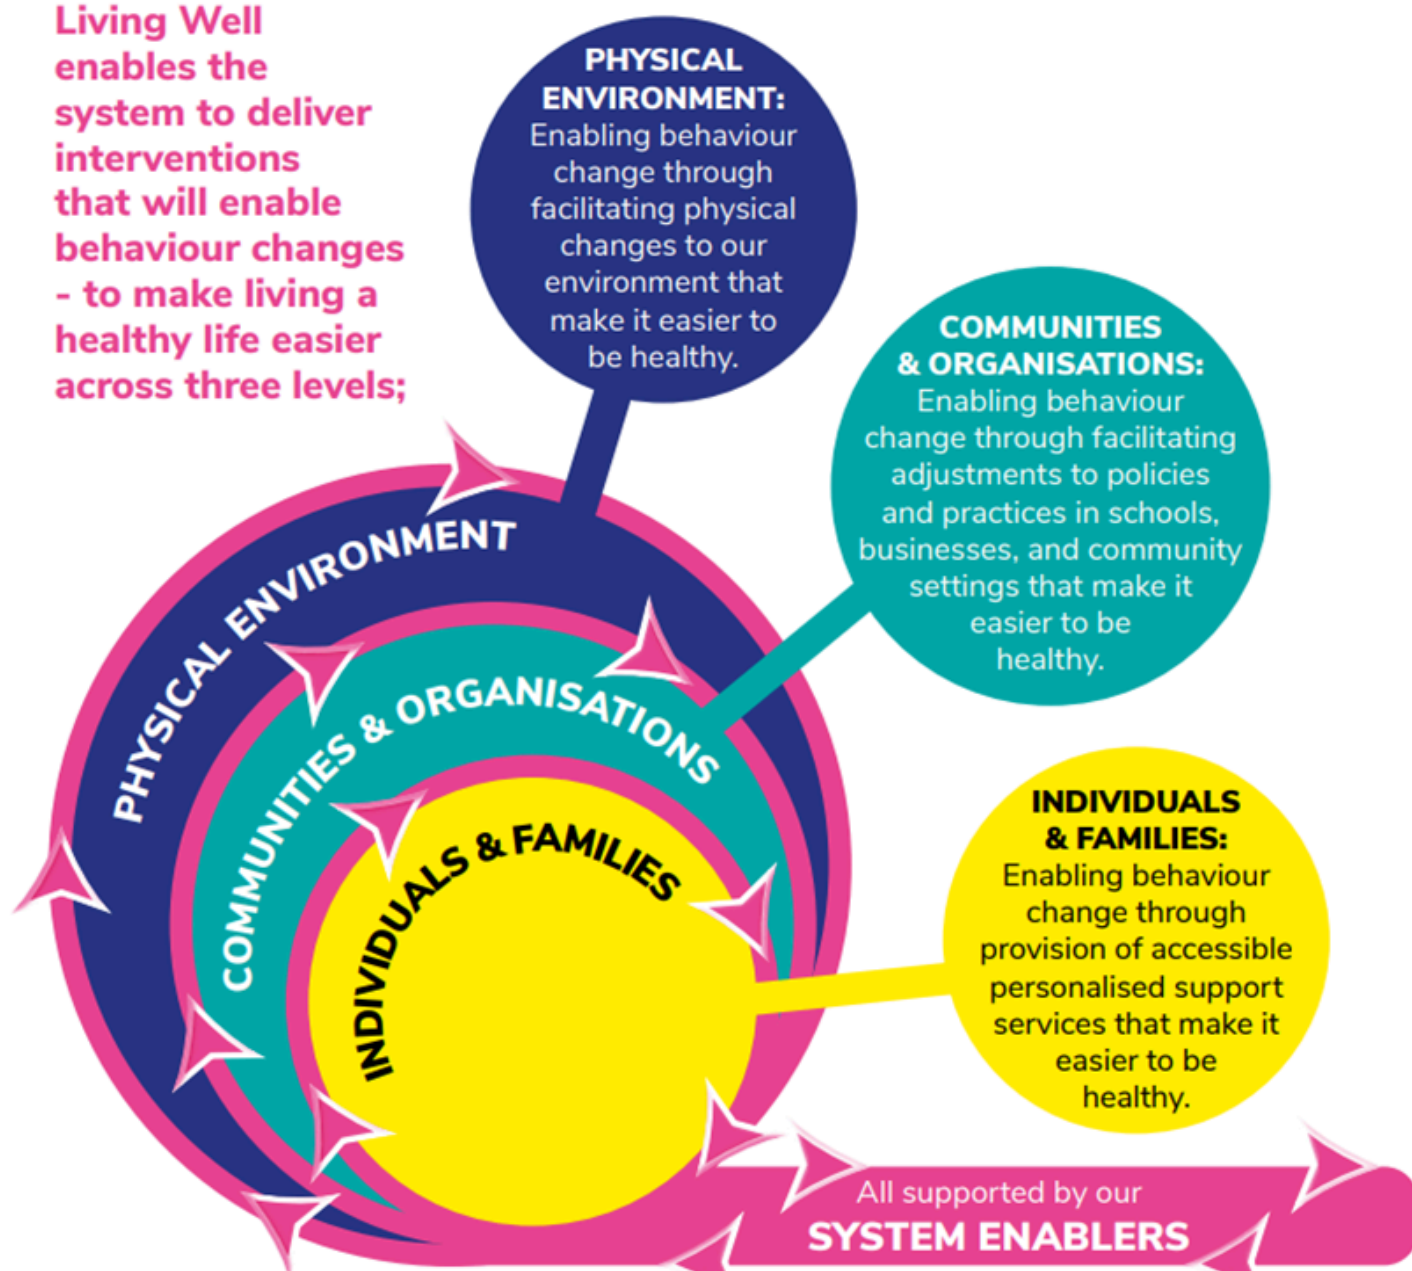 Living Well
enables the
system to deliver
interventions
that will enable
behaviour changes
- to make living a
healthy life easier
across three levels;
PHYSICAL
ENVIRONMENT:
Enabling behaviour
change through
facilitating physical
changes to our
environment that
make it easier to
be healthy.
COMMUNITIES
& ORGANISATIONS:
Enabling behaviour
change through facilitating
adjustments to policies
and practices in schools,
businesses, and community
settings that make it
easier to be
healthy.
INDIVIDUALS
& FAMILIES:
Enabling behaviour
change through
provision of accessible
personalised support
services that make it
easier to be
healthy.
PHYSICAL ENVIRONMENT
COMMUNITIES & ORGANISATIONS
INDIVIDUALS & FAMILIES
All supported by our
SYSTEM ENABLERS